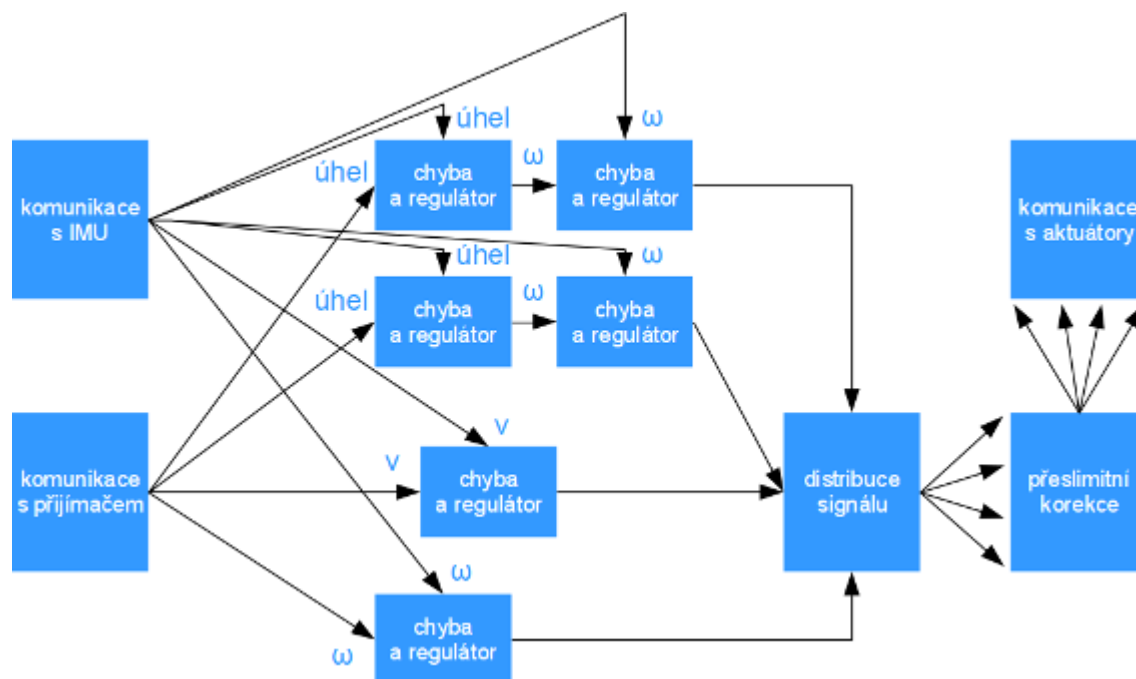 úhel
ω
komunikace
s IMU
úhel
chyba
a regulátor
ω
chyba
a regulátor
komunikace
s aktuátory
úhel
ω
úhel
chyba
a regulátor
ω
chyba
a regulátor
komunikace
s příjímačem
v
v
chyba
a regulátor
distribuce
signálu
přeslimitní
korekce
ω
ω
chyba
a regulátor